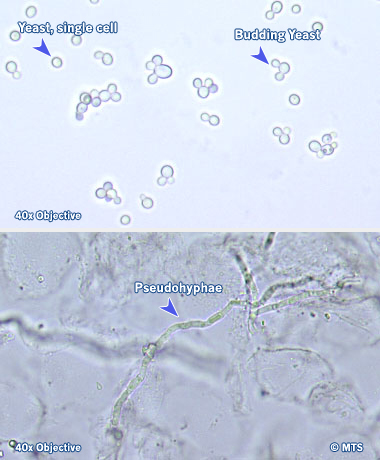 Yeast, single cell
Budding Yeast
40x Objective
Pseudohyphae
40x Objective
© MTS